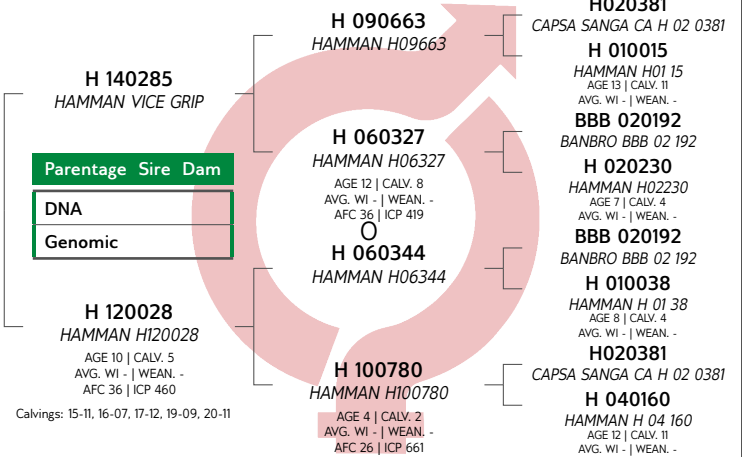 H 140285
HAMMAN VICE GRIP
Parentage Sire Dam
DNA
Genomic
H 120028
HAMMAN H120028
AGE 10 | CALV. 5
AVG. WI - | WEAN. -
AFC 36 | ICP 460
Calvings: 15-11, 16-07, 17-12, 19-09, 20-11
H 090663
HAMMAN H09663
H 060327
HAMMAN H06327
AGE 12 | CALV. 8
AVG. WI - | WEAN. -
AFC 36 | ICP 419
O
H 060344
HAMMAN H06344
H 100780
HAMMAN H100780
AGE 4 | CALV. 2
AVG. WI - | WEAN. -
AFC 26 | ICP 661
H020381
CAPSA SANGA CA H 02 0381
H 010015
HAMMAN H01 15
AGE 13 | CALV. 11
AVG. WI - | WEAN. -
BBB 020192
BANBRO BBB 02 192
H 020230
HAMMAN H02230
AGE 7 | CALV. 4
AVG. WI - | WEAN. -
BBB 020192
BANBRO BBB 02 192
H 010038
HAMMAN H 01 38
AGE 8 | CALV. 4
AVG. WI - | WEAN. -
H020381
CAPSA SANGA CA H 02 0381
H 040160
HAMMAN H 04 160
AGE 12 | CALV. 11
AVG. WI - | WEAN. -